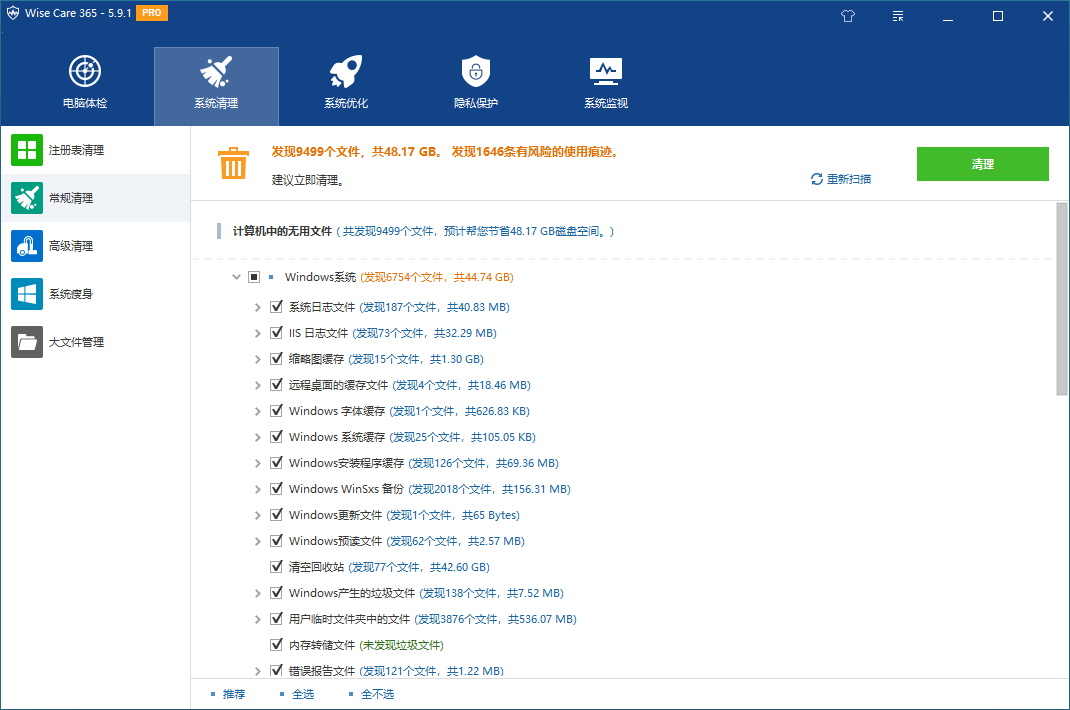 Wise Care 365 - 5.9.1 PRO
电脑体检 系统清理 系统优化 隐私保护 系统监视
注册表清理
常规清理
高级清理
系统瘦身
大文件管理
发现9499个文件，共48.17 GB。 发现1646条有风险的使用痕迹。
建议立即清理。
重新扫描
清理
计算机中的无用文件 ( 共发现9499个文件，预计帮您节省48.17 GB磁盘空间。)
Windows系统 (发现6754个文件，共44.74 GB)
系统日志文件 (发现187个文件，共40.83 MB)
IIS 日志文件 (发现73个文件，共32.29 MB)
缩略图缓存 (发现15个文件，共1.30 GB)
远程桌面的缓存文件 (发现4个文件，共18.46 MB)
Windows 字体缓存 (发现1个文件，共626.83 KB)
Windows 系统缓存 (发现25个文件，共105.05 KB)
Windows安装程序缓存 (发现126个文件，共69.36 MB)
Windows WinSxs 备份 (发现2018个文件，共156.31 MB)
Windows更新文件 (发现1个文件，共65 Bytes)
Windows预读文件 (发现62个文件，共2.57 MB)
清空回收站 (发现77个文件，共42.60 GB)
Windows产生的垃圾文件 (发现138个文件，共7.52 MB)
用户临时文件夹中的文件 (发现3876个文件，共536.07 MB)
内存转储文件 (未发现垃圾文件)
错误报告文件 (发现121个文件，共1.22 MB)
推荐 全选 全不选